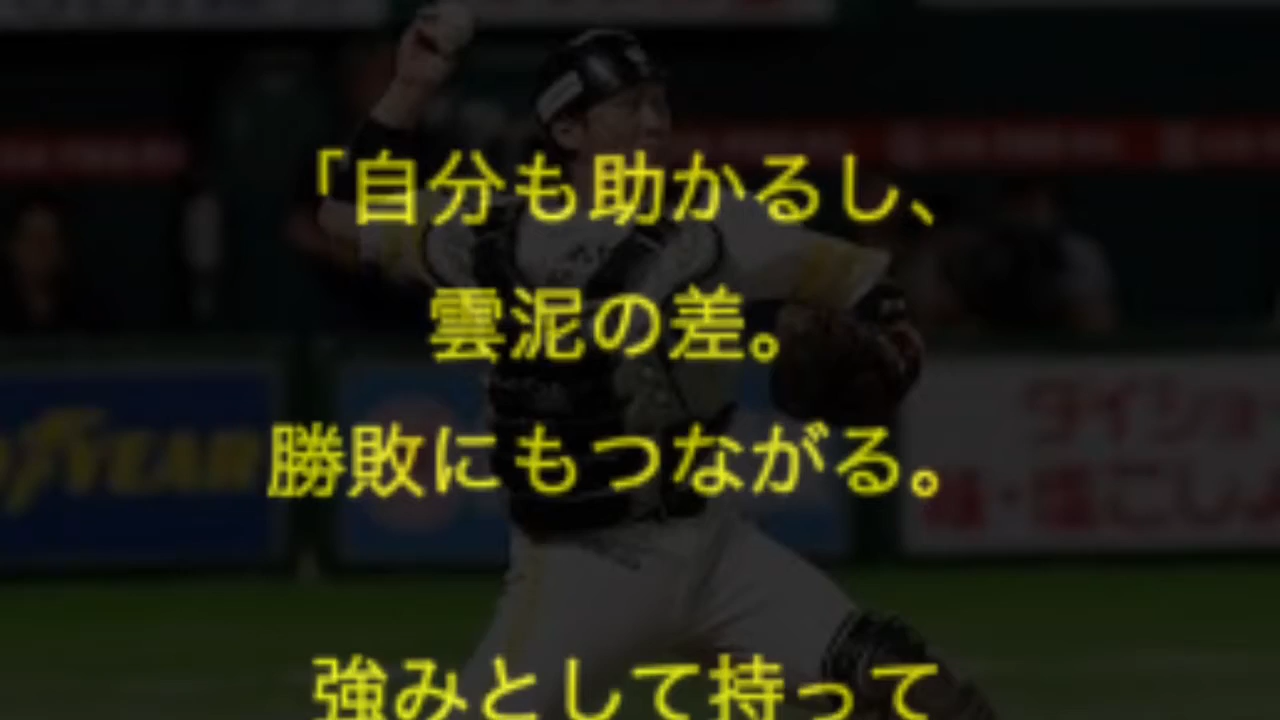 「自分も助かるし、
雲泥の差。
勝敗にもつながる。
強みとして持って